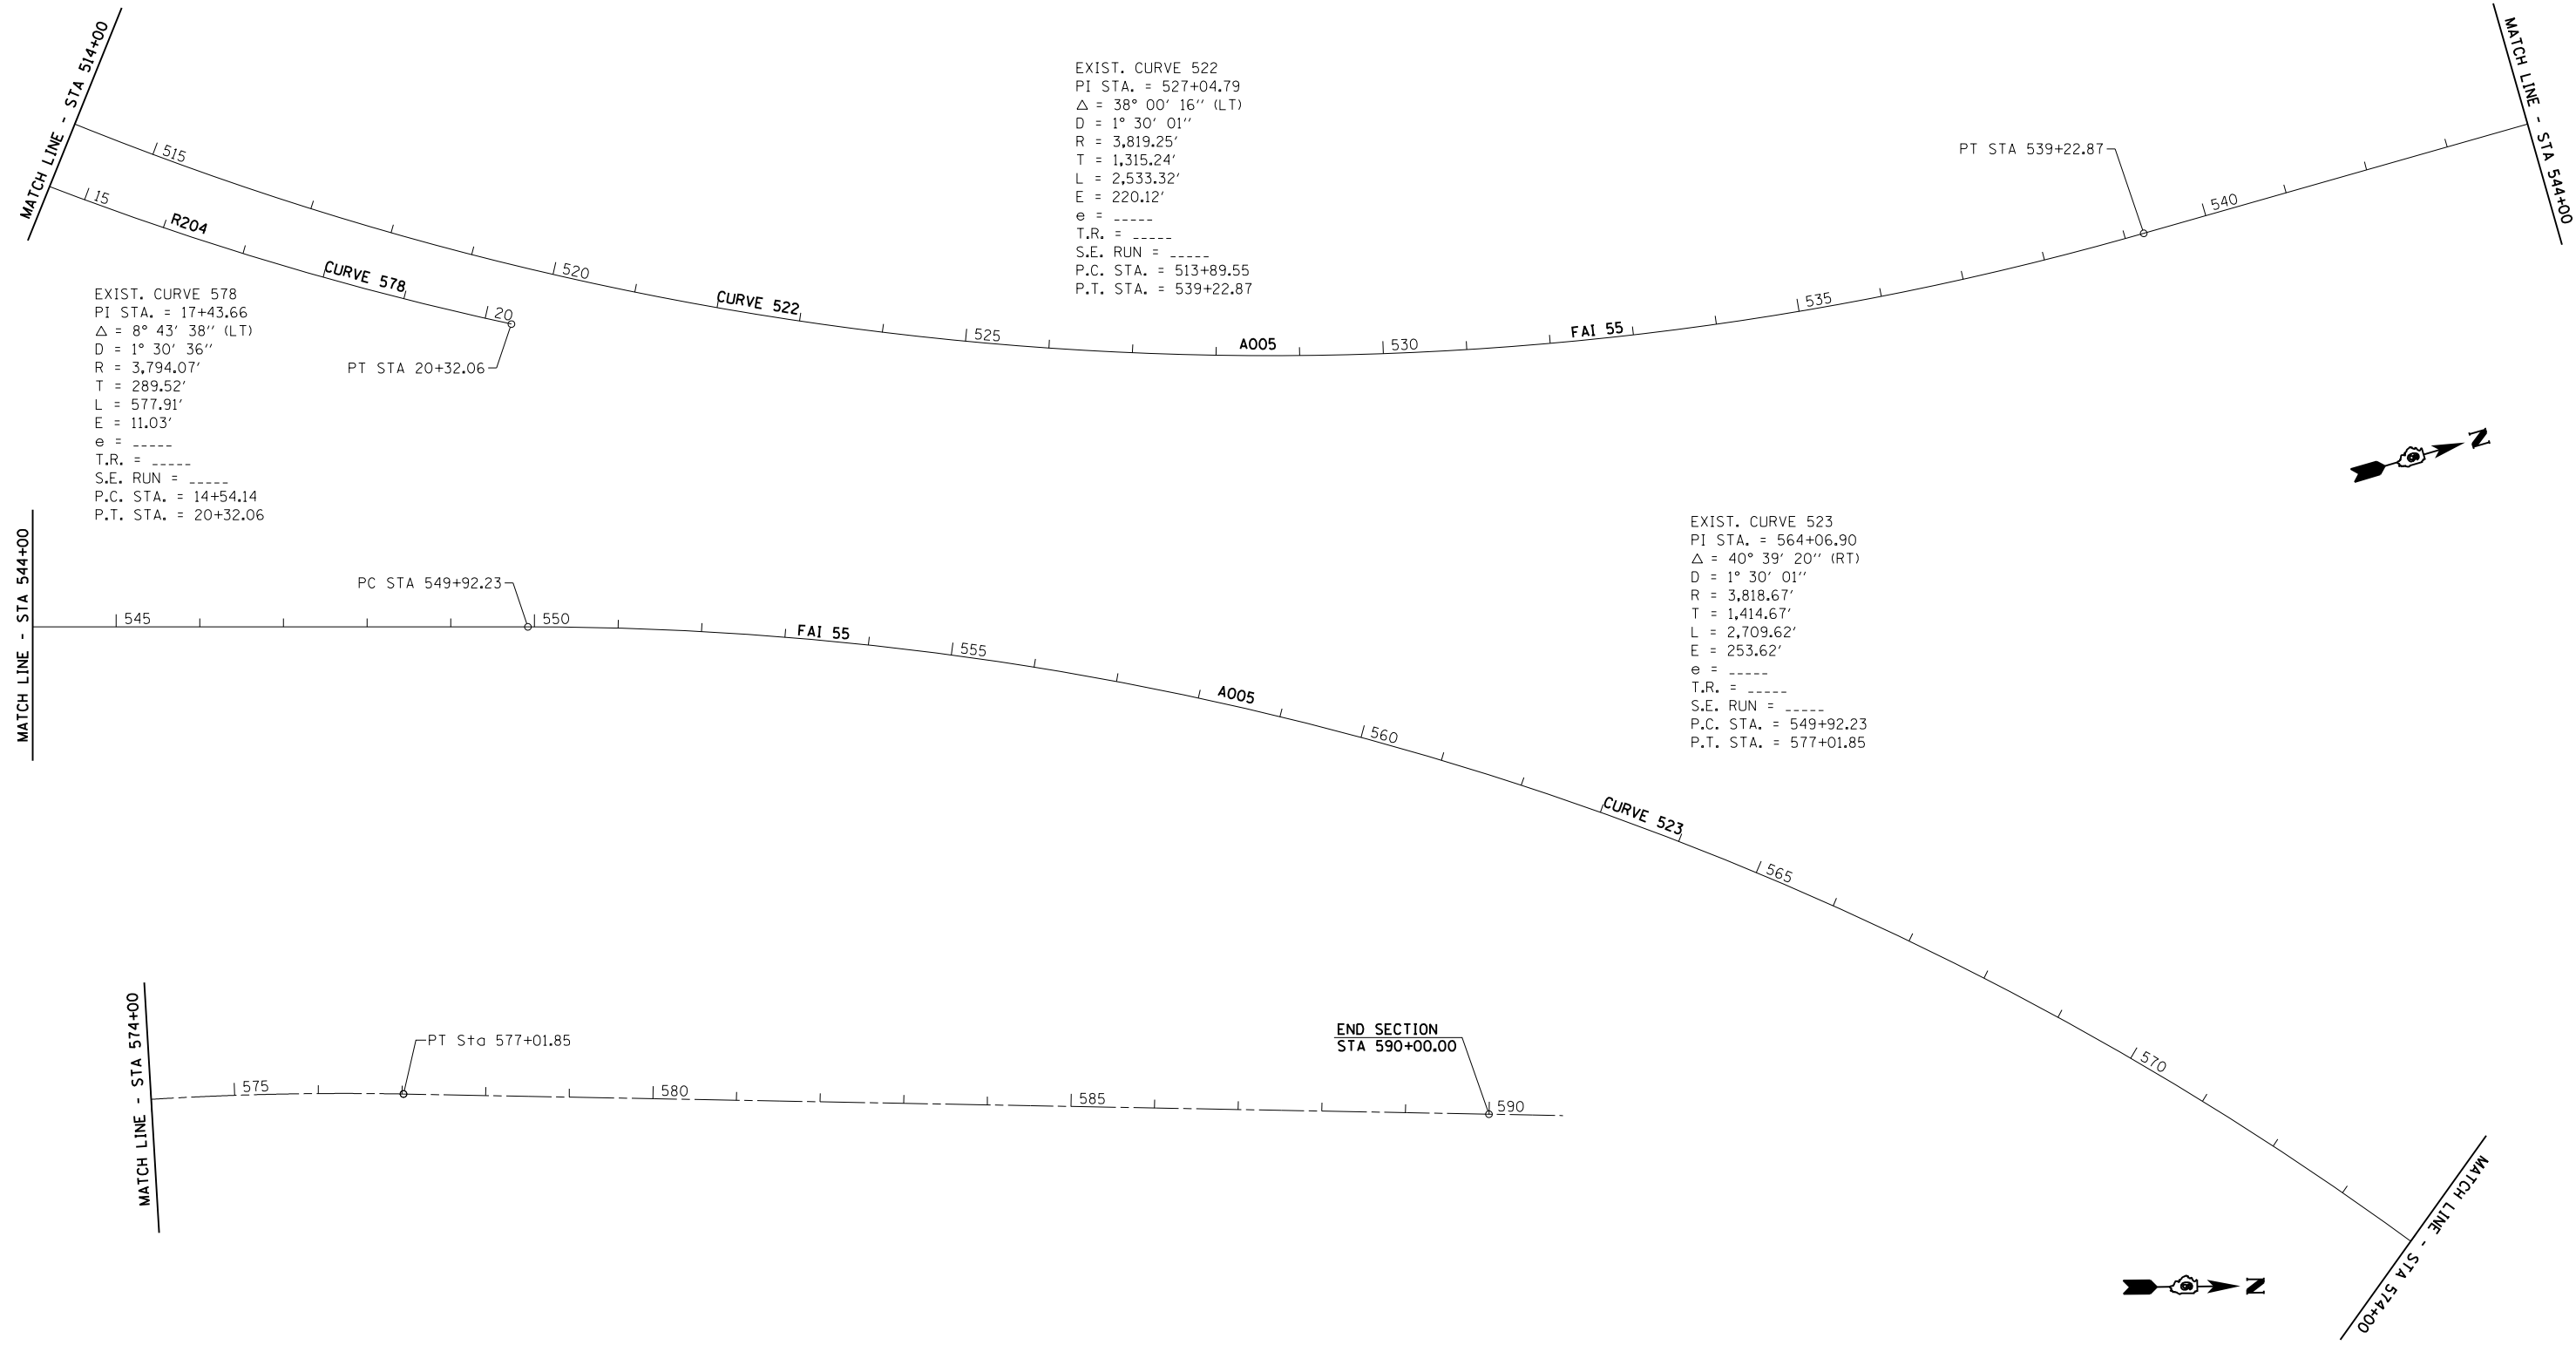 MATCH LINE - STA 514+00
515
15
R204
CURVE 578
20
PT STA 20+32.06
520
CURVE 522
525
A005
530
FAI 55
535
PT STA 539+22.87
540
MATCH LINE - STA 544+00
EXIST. CURVE 522
PI STA. = 527+04.79
△ = 38° 00′ 16′′ (LT)
D = 1° 30′ 01′′
R = 3,819.25′
T = 1,315.24′
L = 2,533.32′
E = 220.12′
e = _____
T.R. = _____
S.E. RUN = _____
P.C. STA. = 513+89.55
P.T. STA. = 539+22.87
EXIST. CURVE 578
PI STA. = 17+43.66
△ = 8° 43′ 38′′ (LT)
D = 1° 30′ 36′′
R = 3,794.07′
T = 289.52′
L = 577.91′
E = 11.03′
e = _____
T.R. = _____
S.E. RUN = _____
P.C. STA. = 14+54.14
P.T. STA. = 20+32.06
N
MATCH LINE - STA 544+00
545
PC STA 549+92.23
550
FAI 55
555
A005
560
CURVE 523
565
570
MATCH LINE - STA 574+00
EXIST. CURVE 523
PI STA. = 564+06.90
△ = 40° 39′ 20′′ (RT)
D = 1° 30′ 01′′
R = 3,818.67′
T = 1,414.67′
L = 2,709.62′
E = 253.62′
e = _____
T.R. = _____
S.E. RUN = _____
P.C. STA. = 549+92.23
P.T. STA. = 577+01.85
MATCH LINE - STA 574+00
575
PT Sta 577+01.85
580
585
END SECTION
STA 590+00.00
590
N